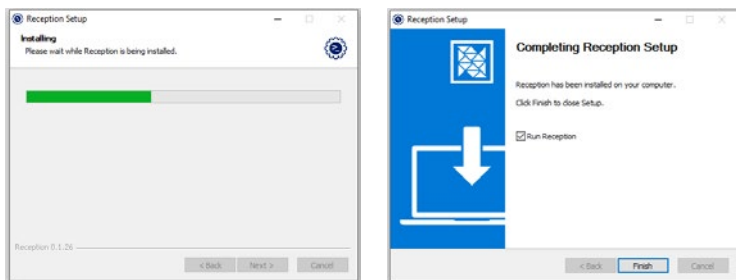 Reception Setup
Installing
Please wait while Reception is being installed.
Reception 0.1.26
< Back
Next >
Cancel
Reception Setup
Completing Reception Setup
Reception has been installed on your computer.
Click Finish to close Setup.
Run Reception
< Back
Finish
Cancel